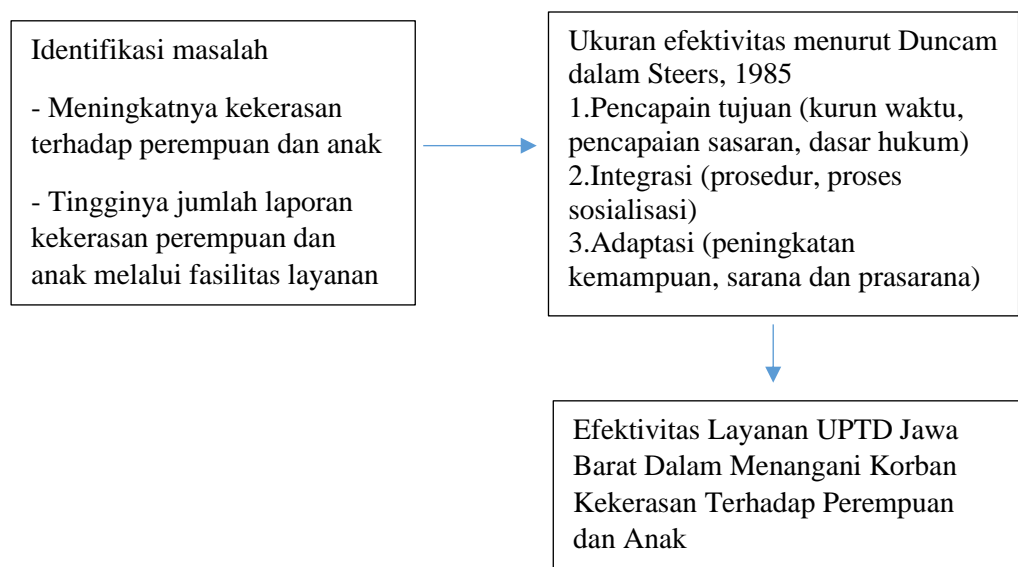 Identifikasi masalah
- Meningkatnya kekerasan
terhadap perempuan dan anak
- Tingginya jumlah laporan
kekerasan perempuan dan
anak melalui fasilitas layanan
Ukuran efektivitas menurut Duncam
dalam Steers, 1985
1.Pencapain tujuan (kurun waktu,
pencapaian sasaran, dasar hukum)
2.Integrasi (prosedur, proses
sosialisasi)
3.Adaptasi (peningkatan
kemampuan, sarana dan prasarana)
Efektivitas Layanan UPTD Jawa
Barat Dalam Menangani Korban
Kekerasan Terhadap Perempuan
dan Anak